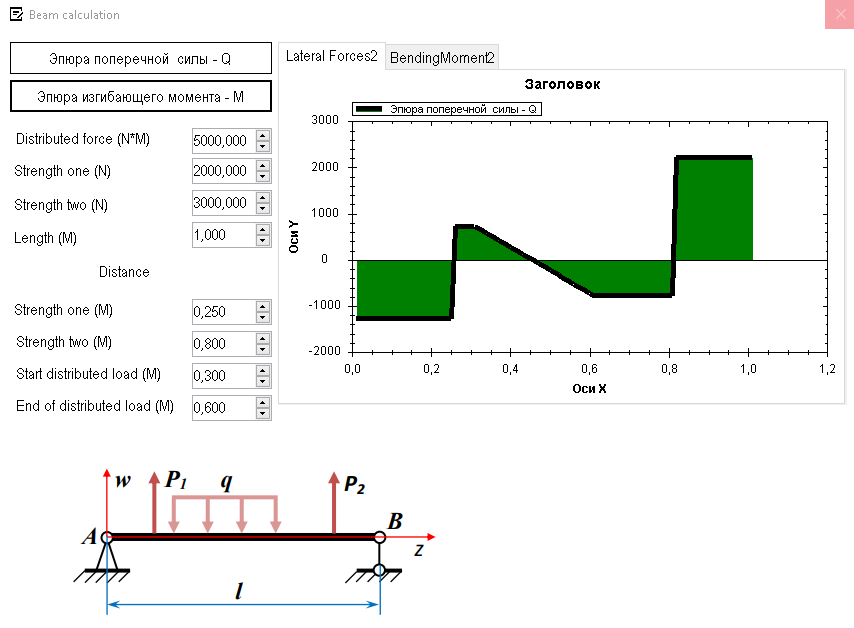 Beam calculation
Эпюра поперечной силы - Q
Эпюра изгибающего момента - М
Distributed force (N*M) 5000,000
Strength one (N) 2000,000
Strength two (N) 3000,000
Length (M) 1,000
Distance
Strength one (M) 0,250
Strength two (M) 0,800
Start distributed load (M) 0,300
End of distributed load (M) 0,600
Lateral Forces2 BendingMoment2
Заголовок
Эпюра поперечной силы - Q
Оси Y
3000
2000
1000
0
-1000
-2000
0,0 0,2 0,4 0,6 0,8 1,0 1,2
Оси X
w P1 q P2
A B
z
l